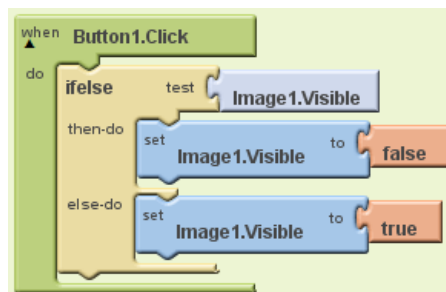 when Button1.Click
do
ifelse test Image1.Visible
then-do set Image1.Visible to false
else-do set Image1.Visible to true